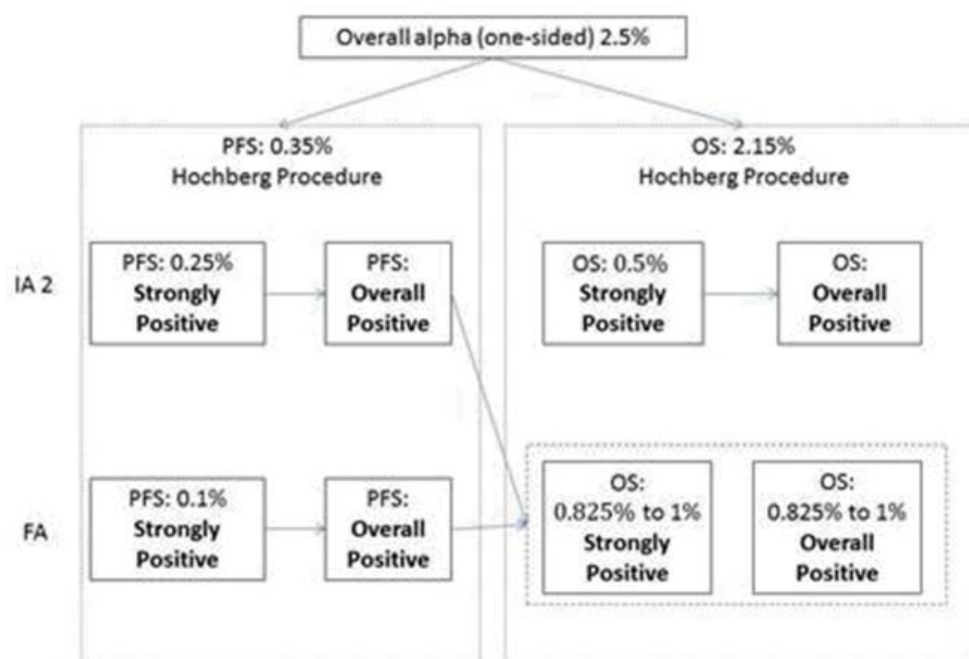 Overall alpha (one-sided) 2.5%
PFS: 0.35%
Hochberg Procedure
OS: 2.15%
Hochberg Procedure
IA 2
PFS: 0.25%
Strongly
Positive
PFS:
Overall
Positive
OS: 0.5%
Strongly
Positive
OS:
Overall
Positive
FA
PFS: 0.1%
Strongly
Positive
PFS:
Overall
Positive
OS:
0.825% to 1%
Strongly
Positive
OS:
0.825% to 1%
Overall
Positive